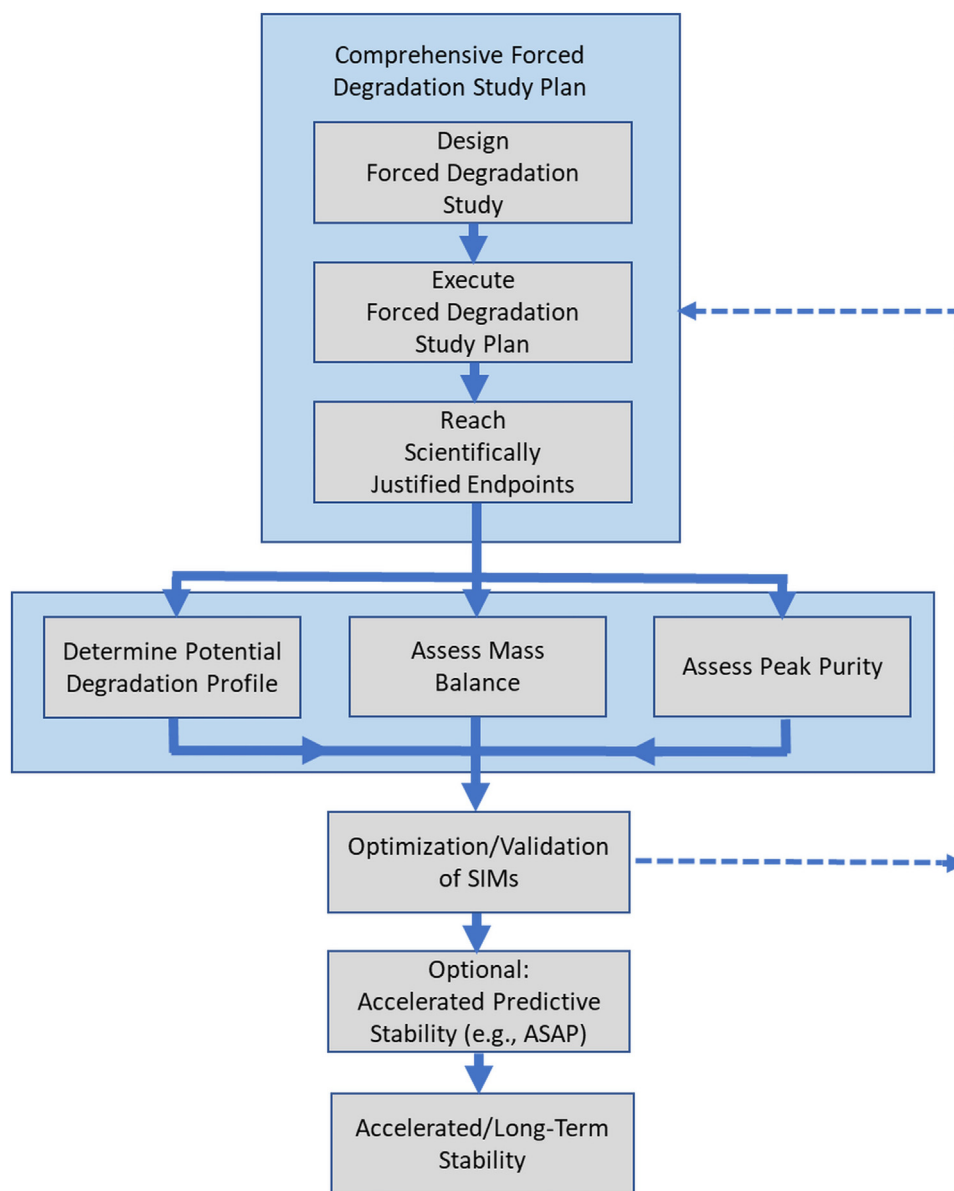 Comprehensive Forced
Degradation Study Plan
Design
Forced Degradation
Study
Execute
Forced Degradation
Study Plan
Reach
Scientifically
Justified Endpoints
Determine Potential
Degradation Profile
Assess Mass
Balance
Assess Peak Purity
Optimization/Validation
of SIMs
Optional:
Accelerated Predictive
Stability (e.g., ASAP)
Accelerated/Long-Term
Stability